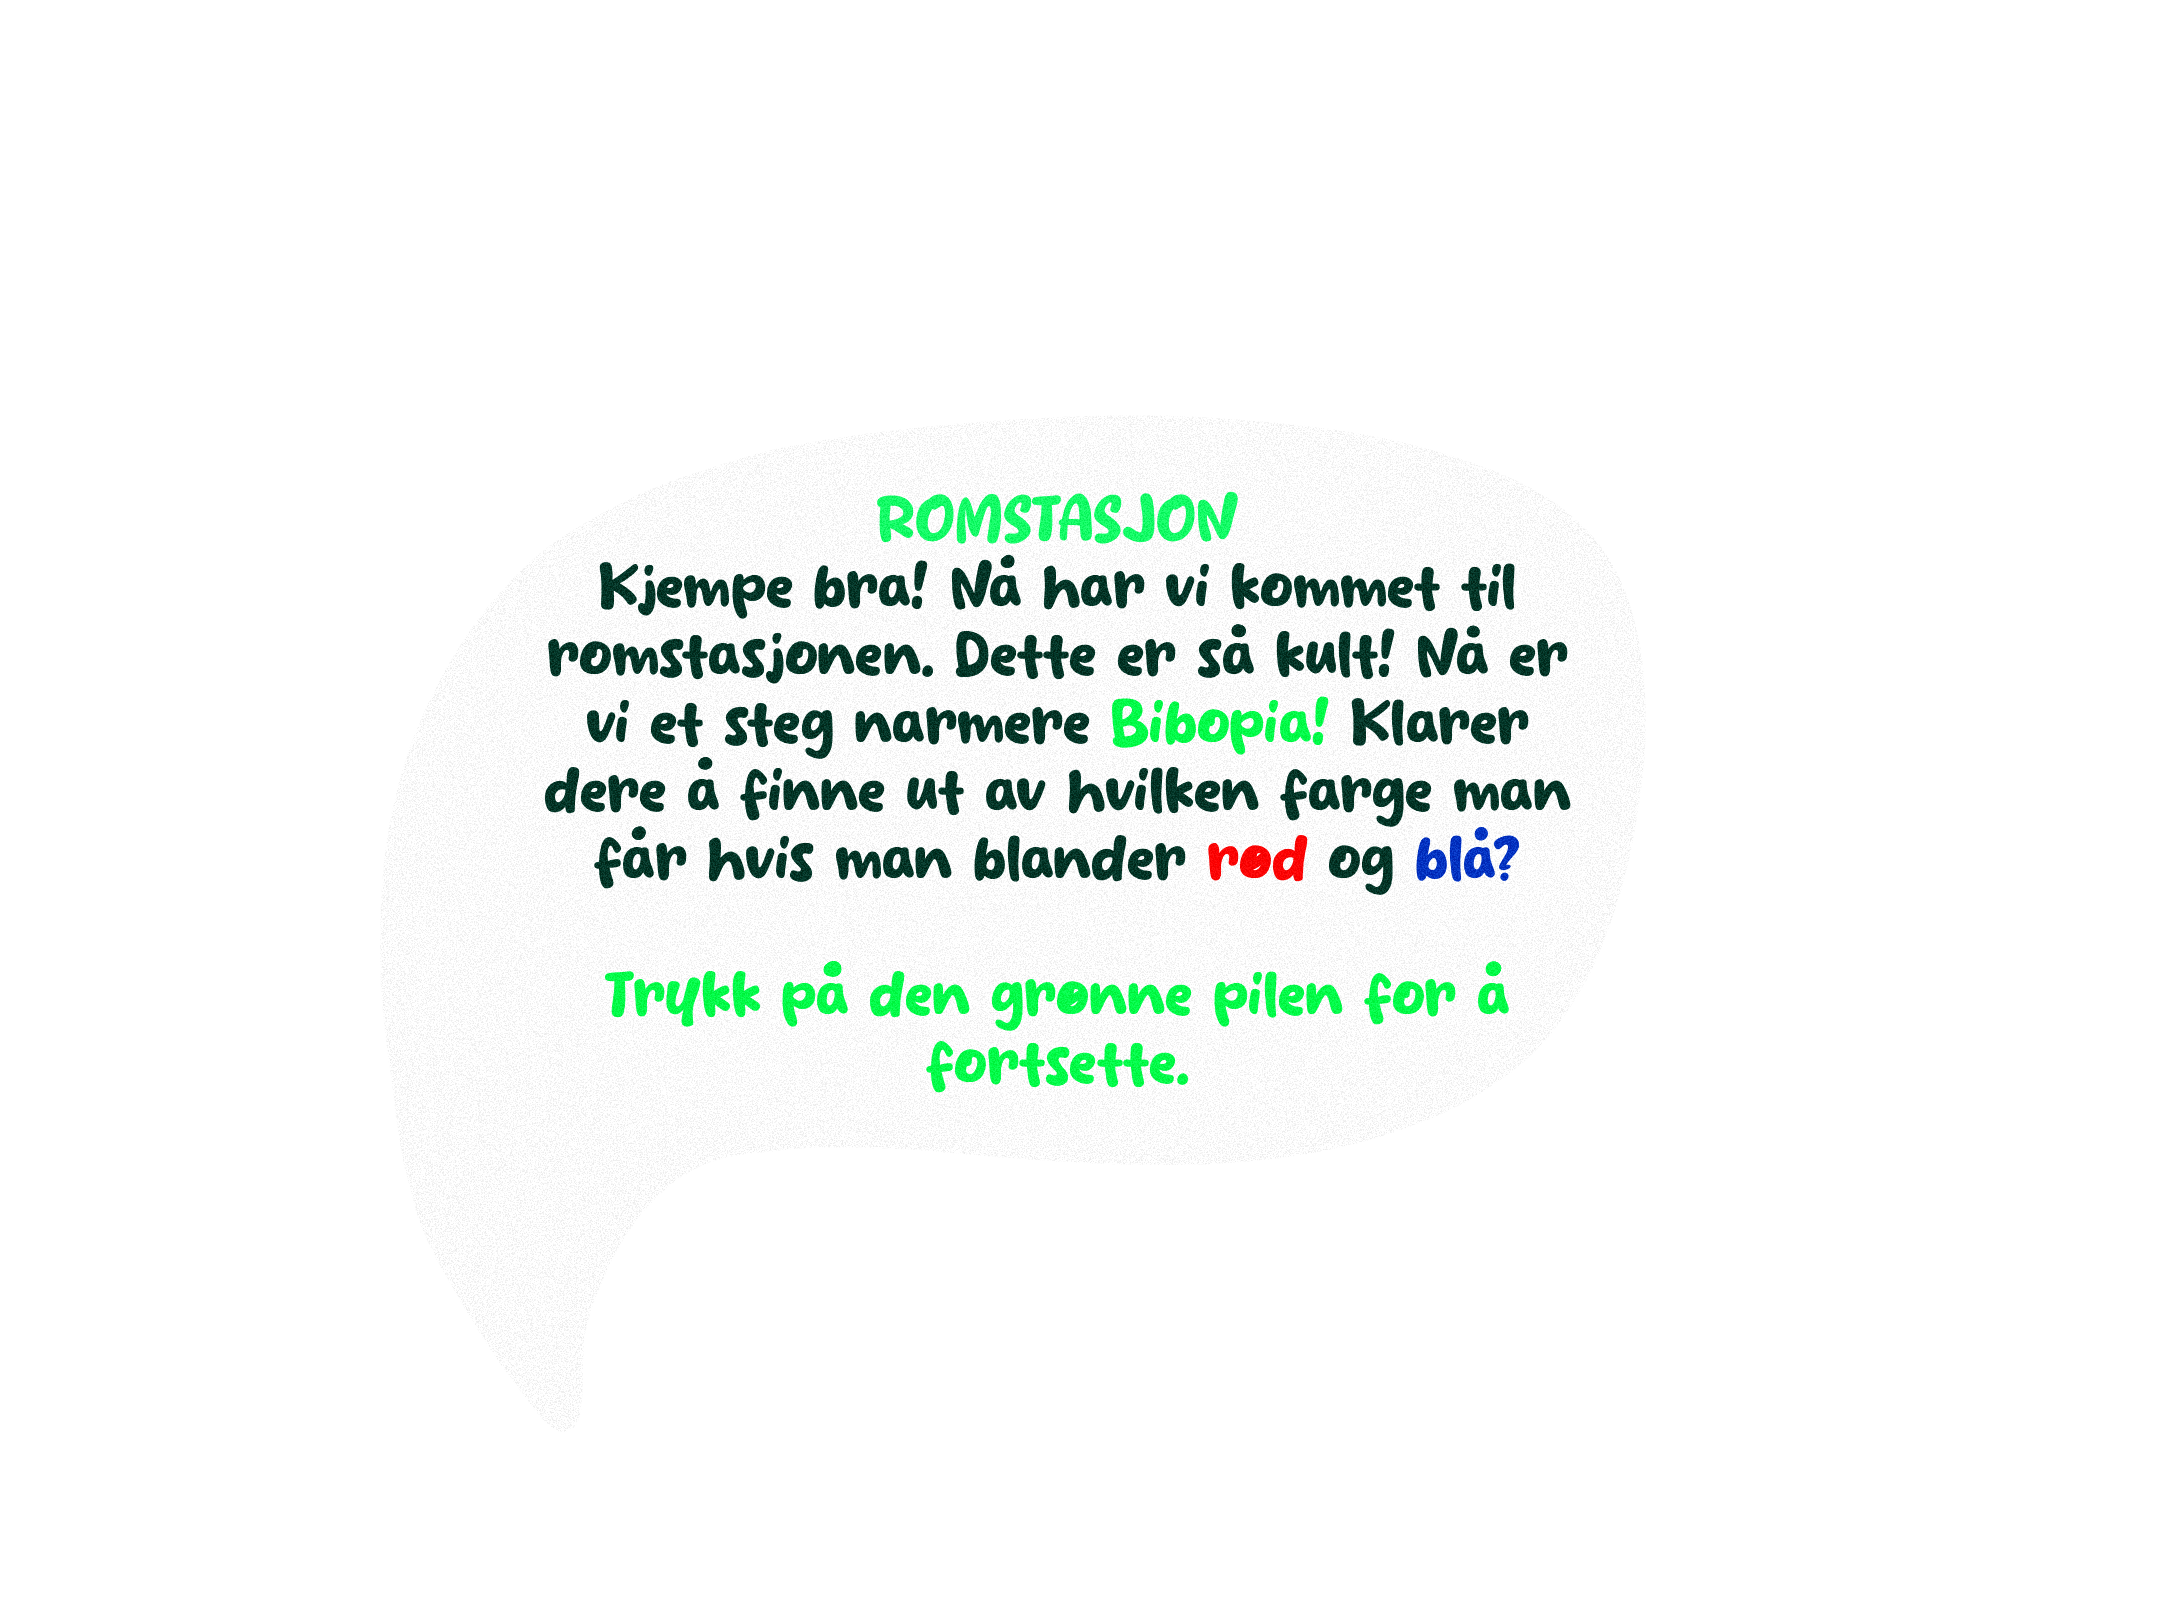 ROMSTASJON
Kjempe bra! Nå har vi kommet til
romstasjonen. Dette er så kult! Nå er
vi et steg narmere Bibopia! Klarer
dere å finne ut av hvilken farge man
får hvis man blander rød og blå?
Trykk på den grønne pilen for å
fortsette.